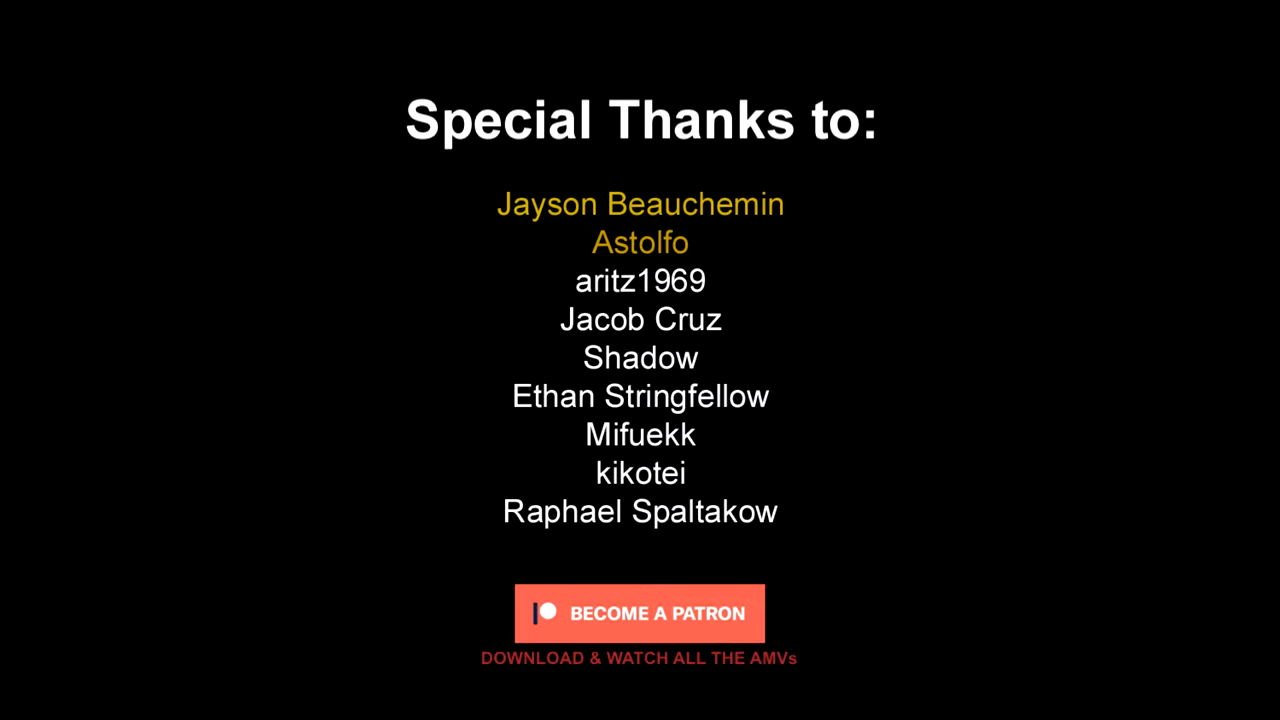 Special Thanks to:
Jayson Beauchemin
Astolfo
aritz1969
Jacob Cruz
Shadow
Ethan Stringfellow
Mifuekk
kikotei
Raphael Spaltakow
BECOME A PATRON
DOWNLOAD & WATCH ALL THE AMVs